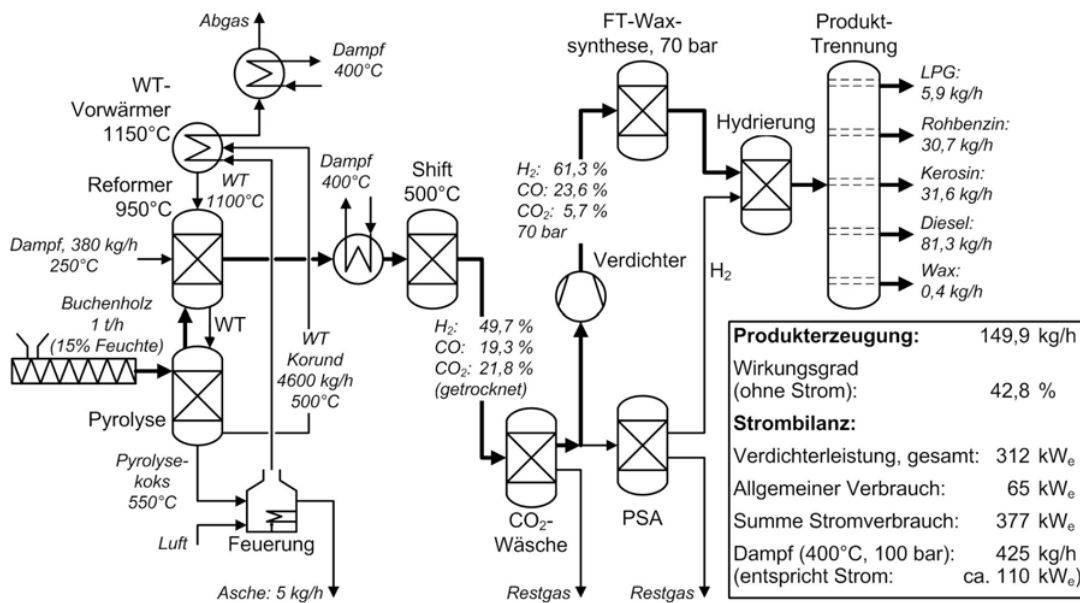 Abgas
Dampf
400°C
WT-
Vorwärmer
1150°C
WT
1100°C
Reformer
950°C
Dampf, 380 kg/h
250°C
Buchenholz
1 t/h
(15% Feuchte)
WT
WT
Korund
4600 kg/h
500°C
Pyrolyse
Pyrolyse-
koks
550°C
Luft
Feuerung
Asche: 5 kg/h
Dampf
400°C
Shift
500°C
H₂: 49,7 %
CO: 19,3 %
CO₂: 21,8 %
(getrocknet)
CO₂-
Wäsche
Restgas
FT-Wax-
synthese, 70 bar
H₂: 61,3 %
CO: 23,6 %
CO₂: 5,7 %
70 bar
Verdichter
H₂
PSA
Restgas
Hydrierung
Produkt-
Trennung
LPG:
5,9 kg/h
Rohbenzin:
30,7 kg/h
Kerosin:
31,6 kg/h
Diesel:
81,3 kg/h
Wax:
0,4 kg/h
Produkterzeugung: 149,9 kg/h
Wirkungsgrad
(ohne Strom): 42,8 %
Strombilanz:
Verdichterleistung, gesamt: 312 kWₑ
Allgemeiner Verbrauch: 65 kWₑ
Summe Stromverbrauch: 377 kWₑ
Dampf (400°C, 100 bar): 425 kg/h
(entspricht Strom: ca. 110 kWₑ)